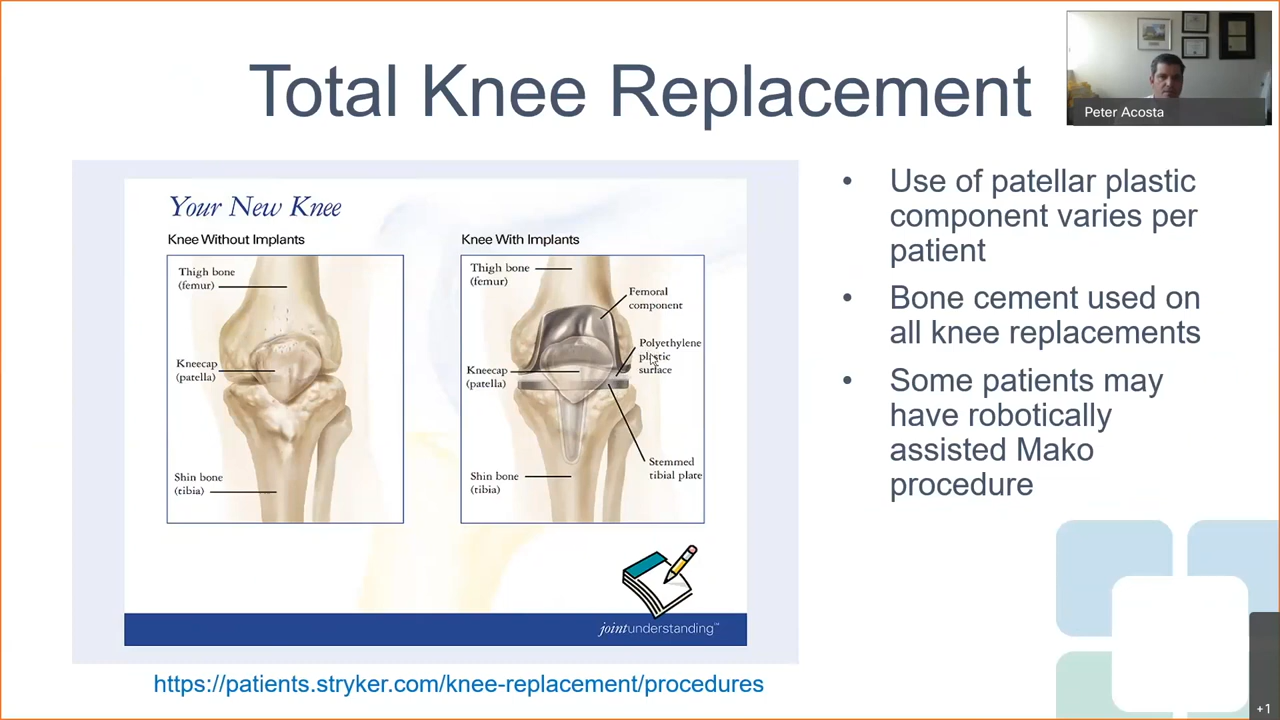 Total Knee Replacement
Peter Acosta
Your New Knee
Knee Without Implants
Thigh bone
(femur)
Kneecap
(patella)
Shin bone
(tibia)
Knee With Implants
Thigh bone
(femur)
Femoral
component
Polyethylene
plastic
surface
Kneecap
(patella)
Stemmed
tibial plate
Shin bone
(tibia)
jointunderstanding™
https://patients.stryker.com/knee-replacement/procedures
• Use of patellar plastic
component varies per
patient
• Bone cement used on
all knee replacements
• Some patients may
have robotically
assisted Mako
procedure
+1